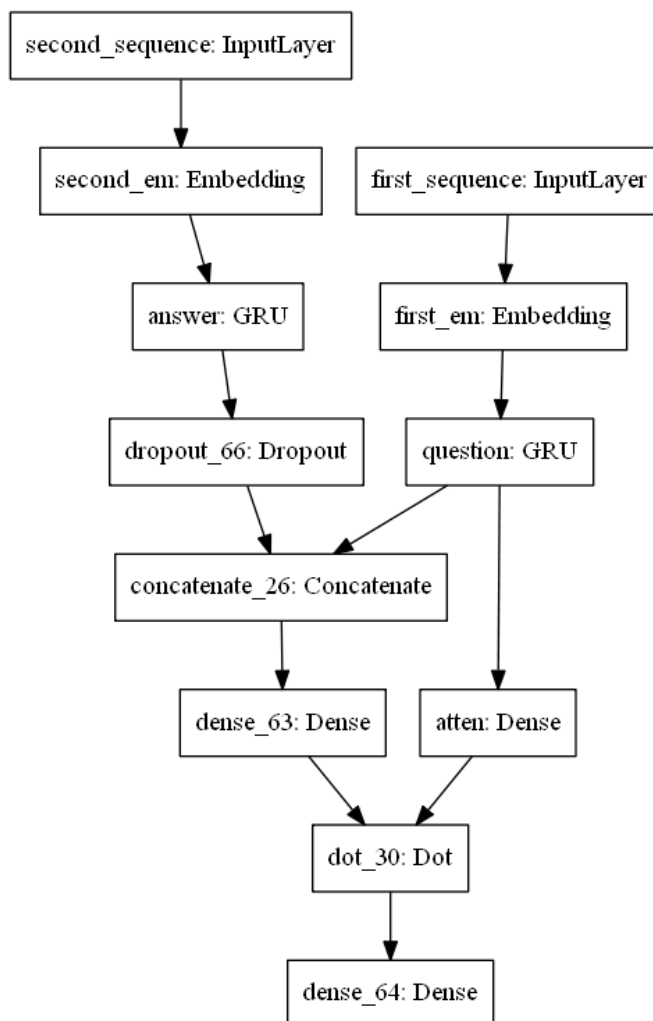 second_sequence: InputLayer
second_em: Embedding
first_sequence: InputLayer
answer: GRU
first_em: Embedding
dropout_66: Dropout
question: GRU
concatenate_26: Concatenate
dense_63: Dense
atten: Dense
dot_30: Dot
dense_64: Dense